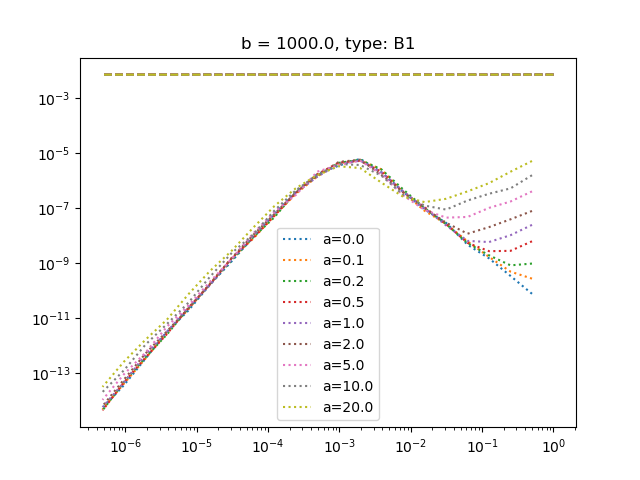 b = 1000.0, type: B1
10⁻³
10⁻⁵
10⁻⁷
10⁻⁹
10⁻¹¹
10⁻¹³
a=0.0
a=0.1
a=0.2
a=0.5
a=1.0
a=2.0
a=5.0
a=10.0
a=20.0
10⁻⁶ 10⁻⁵ 10⁻⁴ 10⁻³ 10⁻² 10⁻¹ 10⁰